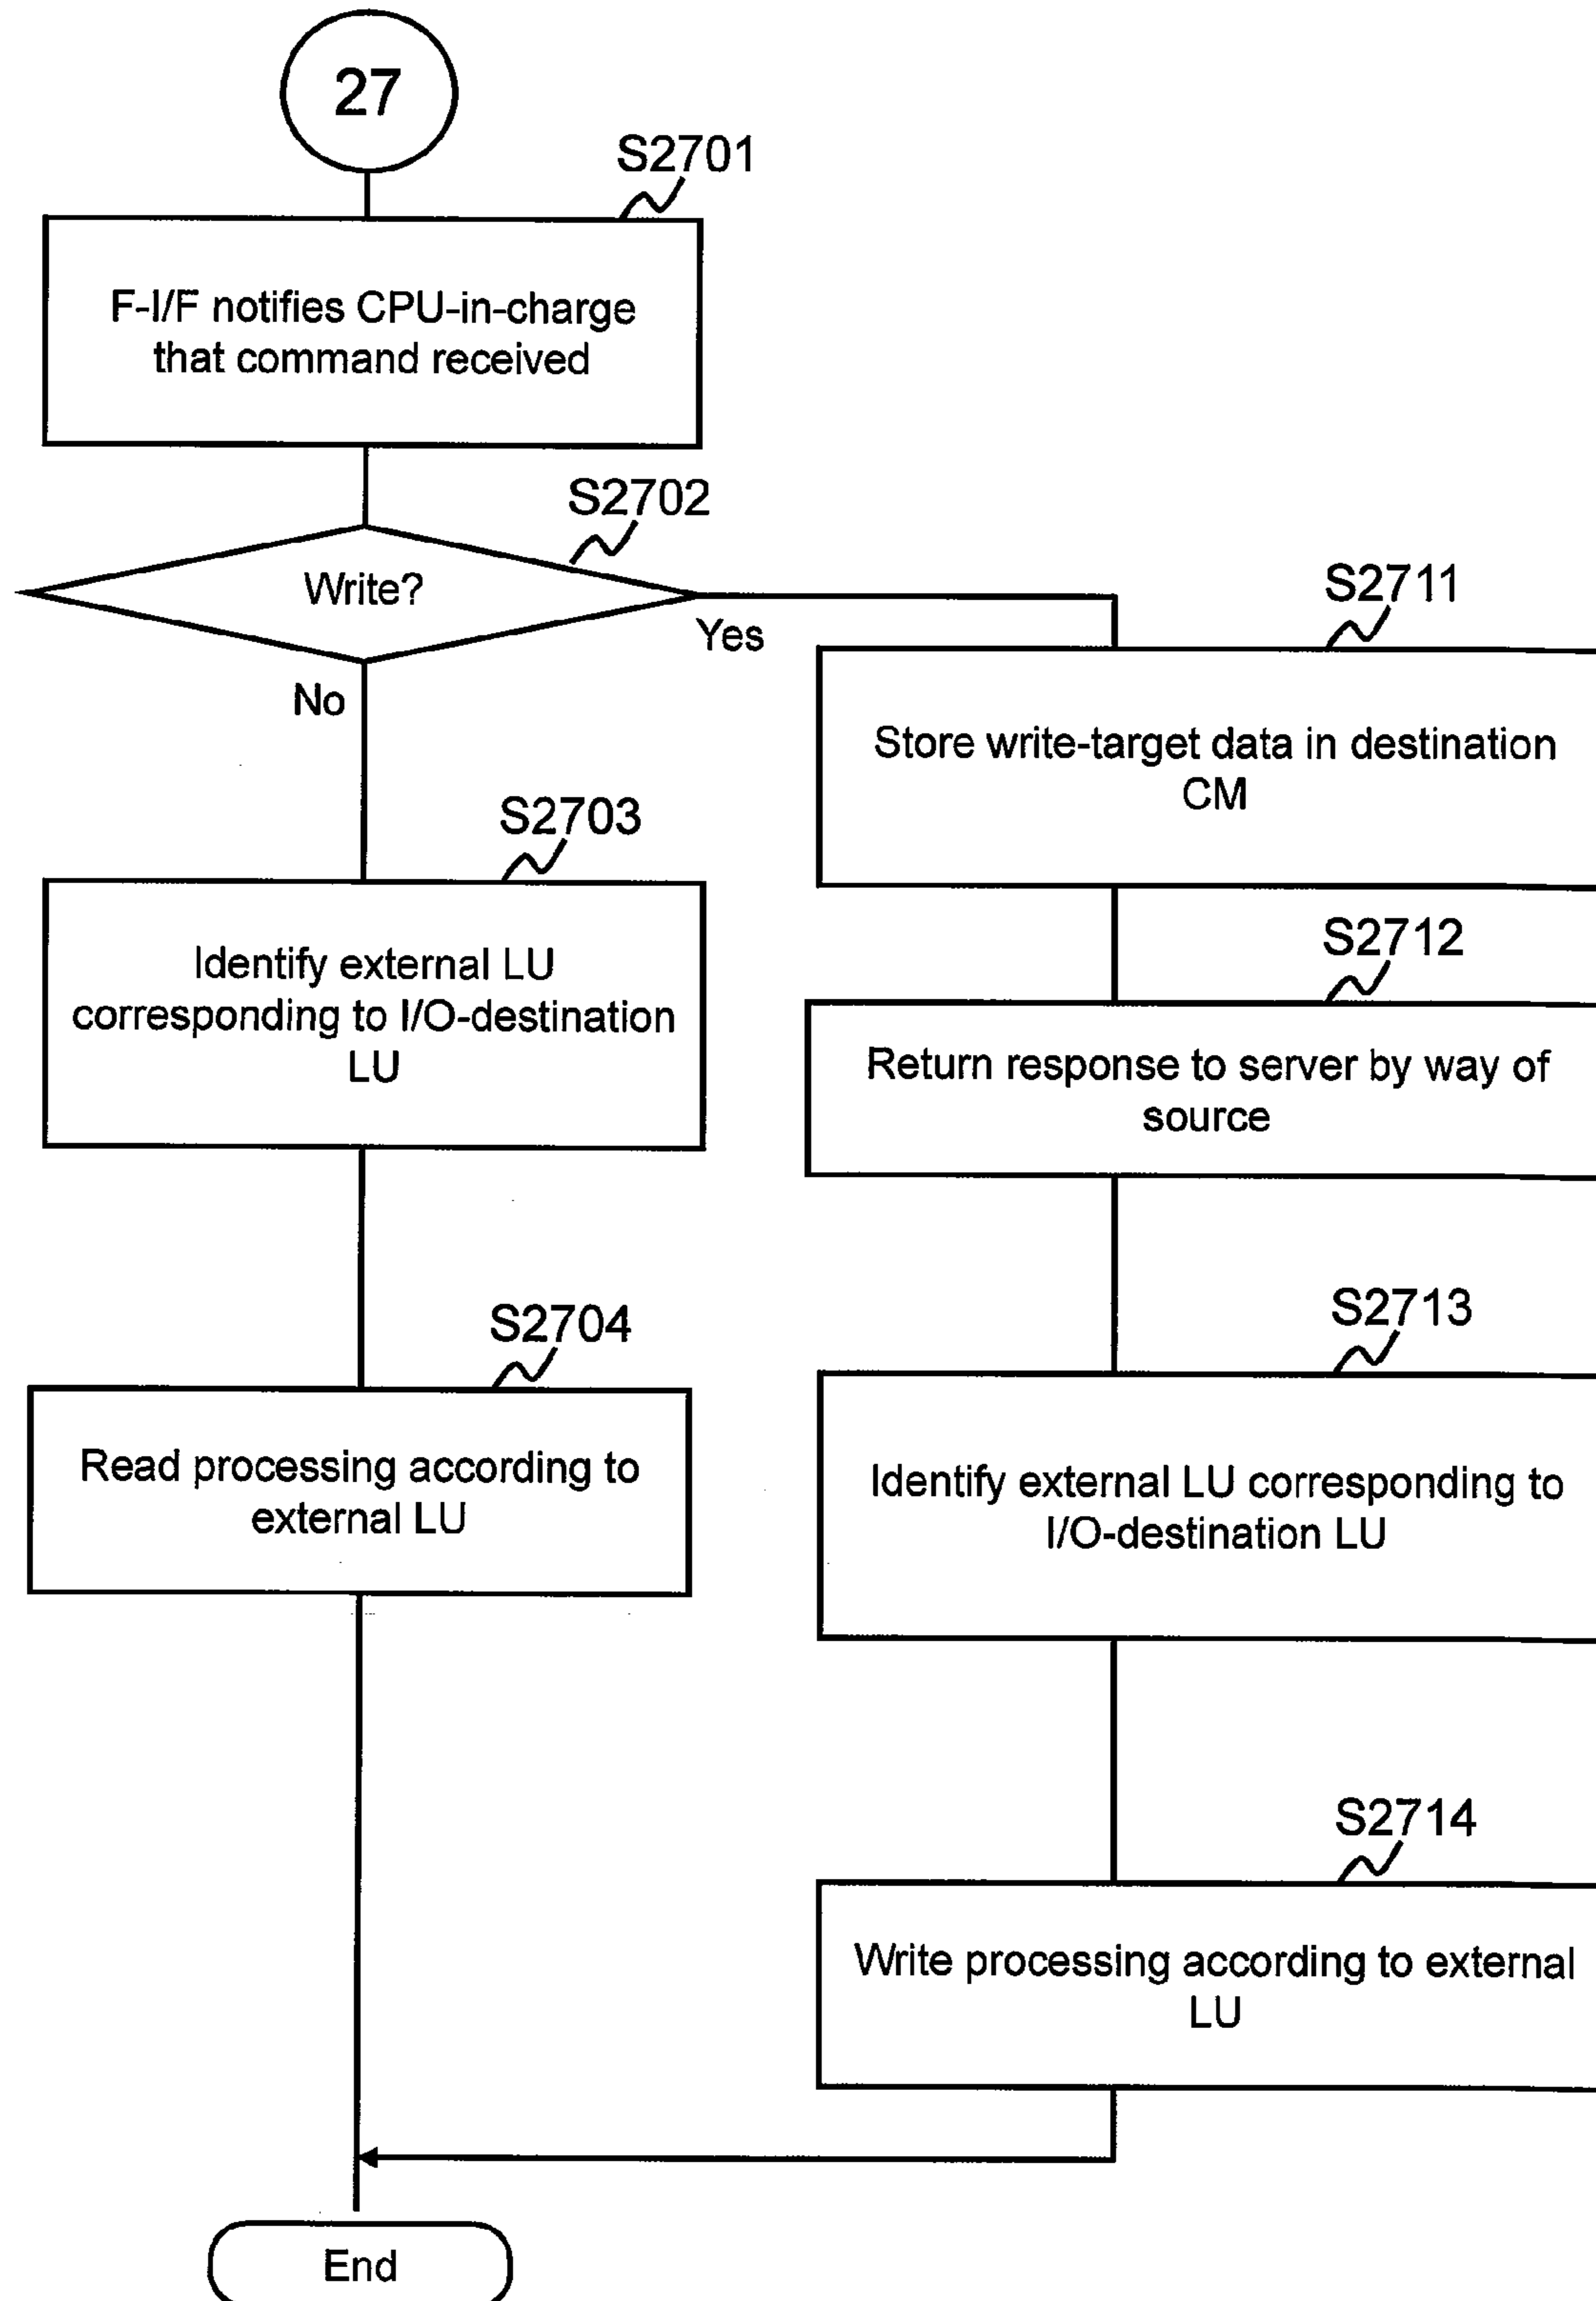 27
S2701
F-I/F notifies CPU-in-charge
that command received
S2702
Write?
Yes
No
S2703
Identify external LU
corresponding to I/O-destination
LU
S2704
Read processing according to
external LU
S2711
Store write-target data in destination
CM
S2712
Return response to server by way of
source
S2713
Identify external LU corresponding to
I/O-destination LU
S2714
Write processing according to external
LU
End